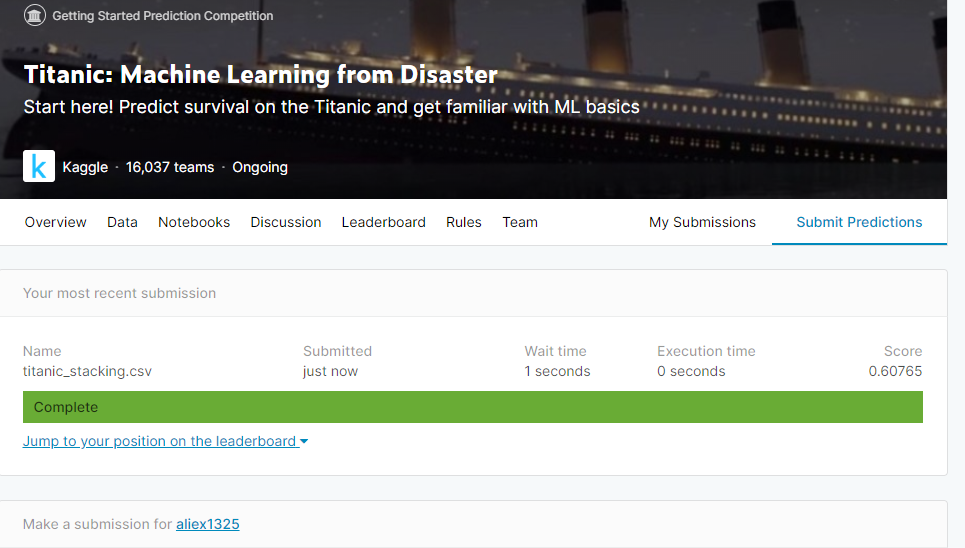 Getting Started Prediction Competition
Titanic: Machine Learning from Disaster
Start here! Predict survival on the Titanic and get familiar with ML basics
k Kaggle · 16,037 teams · Ongoing
Overview Data Notebooks Discussion Leaderboard Rules Team My Submissions Submit Predictions
Your most recent submission
Name Submitted Wait time Execution time Score
titanic_stacking.csv just now 1 seconds 0 seconds 0.60765
Complete
Jump to your position on the leaderboard
Make a submission for aliex1325